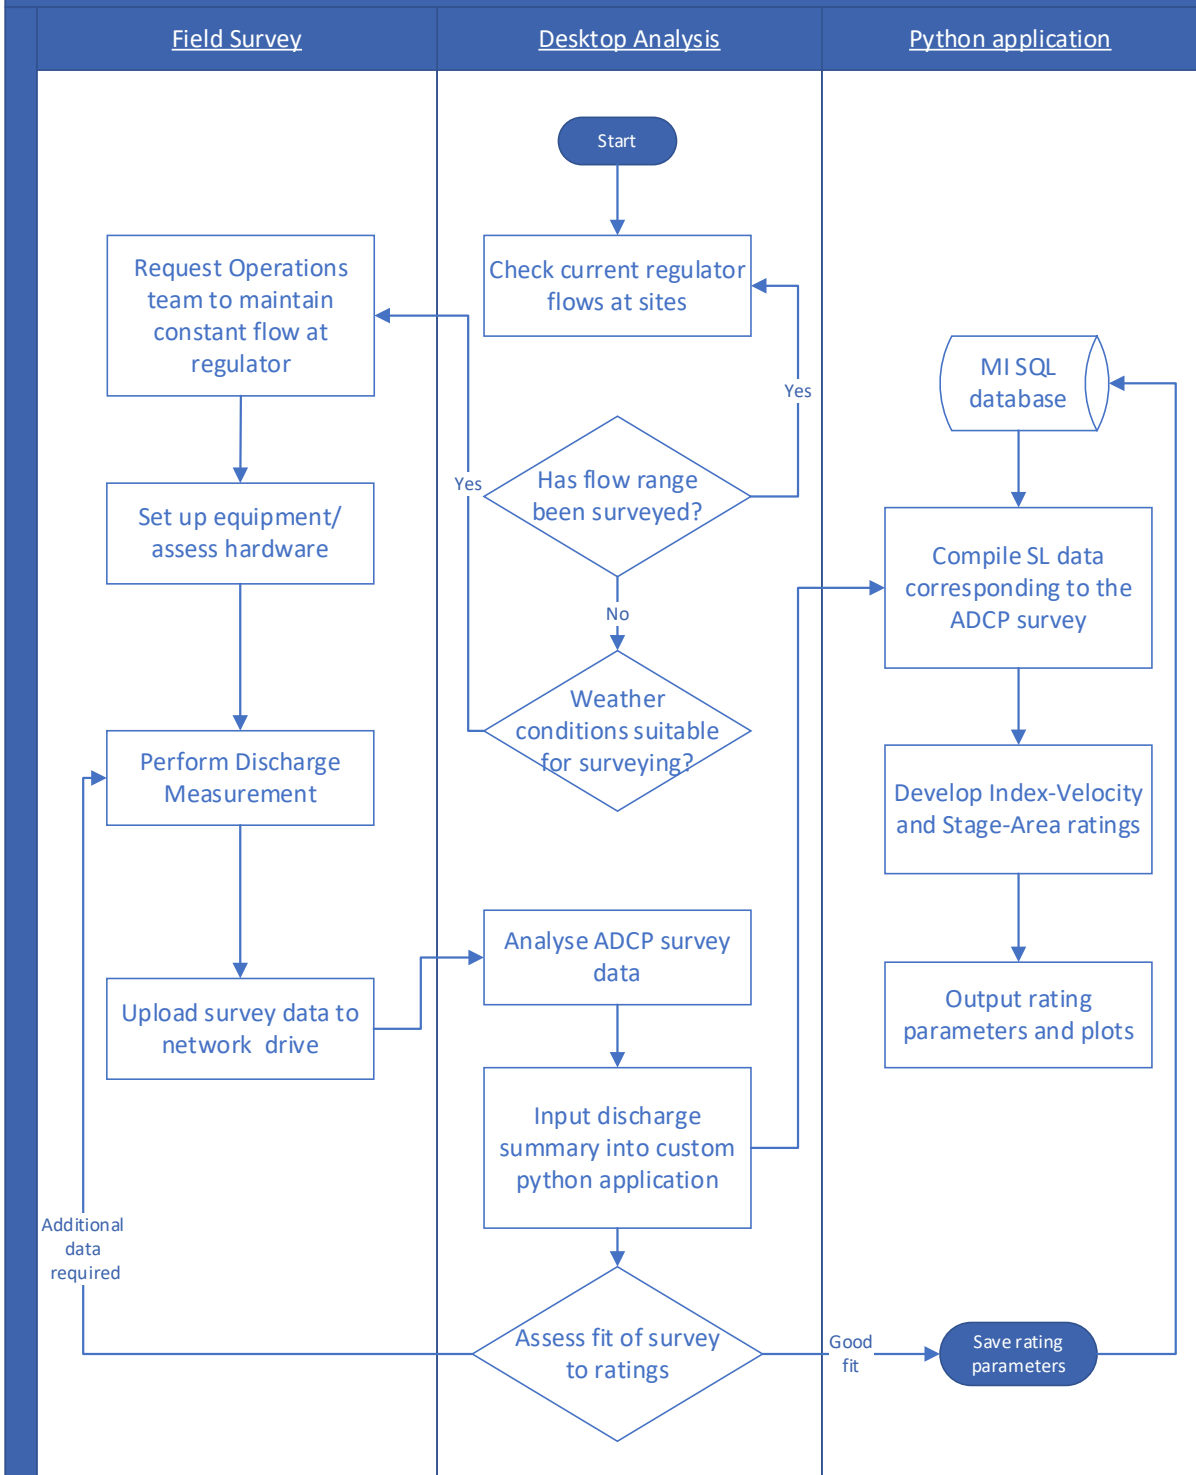 Field Survey
Desktop Analysis
Python application
Start
Request Operations
team to maintain
constant flow at
regulator
Check current regulator
flows at sites
Yes
MI SQL
database
Has flow range
been surveyed?
Yes
Set up equipment/
assess hardware
No
Compile SL data
corresponding to the
ADCP survey
Weather
conditions suitable
for surveying?
Perform Discharge
Measurement
Develop Index-Velocity
and Stage-Area ratings
Analyse ADCP survey
data
Upload survey data to
network drive
Output rating
parameters and plots
Input discharge
summary into custom
python application
Additional
data
required
Assess fit of survey
to ratings
Good
fit
Save rating
parameters